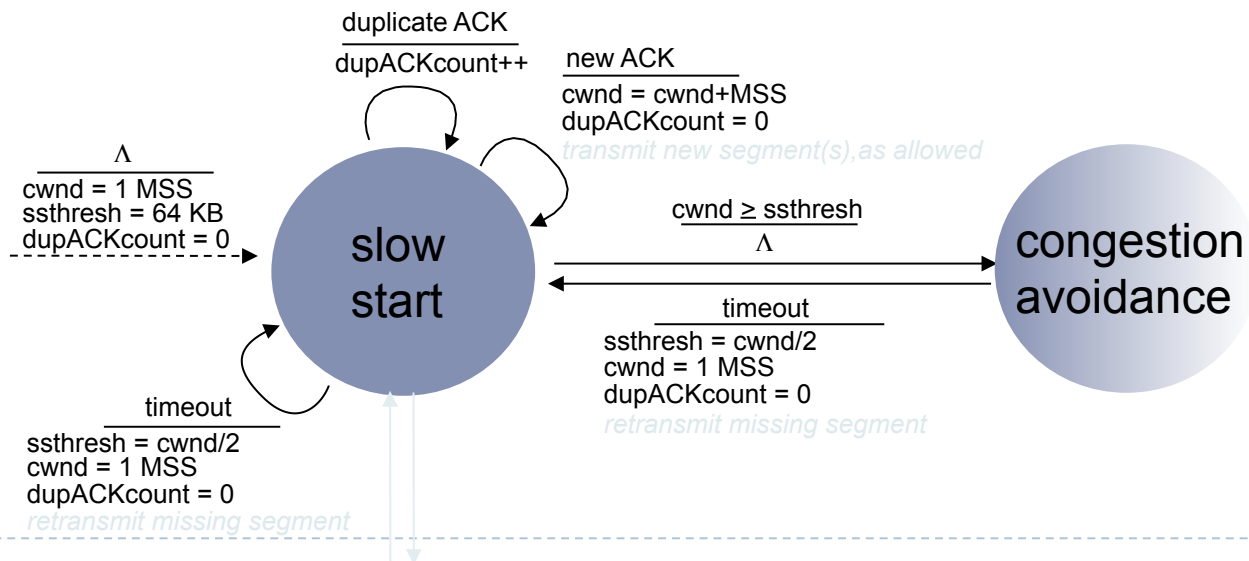 duplicate ACK
dupACKcount++
new ACK
cwnd = cwnd+MSS
dupACKcount = 0
transmit new segment(s),as allowed
Λ
cwnd = 1 MSS
ssthresh = 64 KB
dupACKcount = 0
slow
start
cwnd ≥ ssthresh
Λ
congestion
avoidance
timeout
ssthresh = cwnd/2
cwnd = 1 MSS
dupACKcount = 0
retransmit missing segment
timeout
ssthresh = cwnd/2
cwnd = 1 MSS
dupACKcount = 0
retransmit missing segment